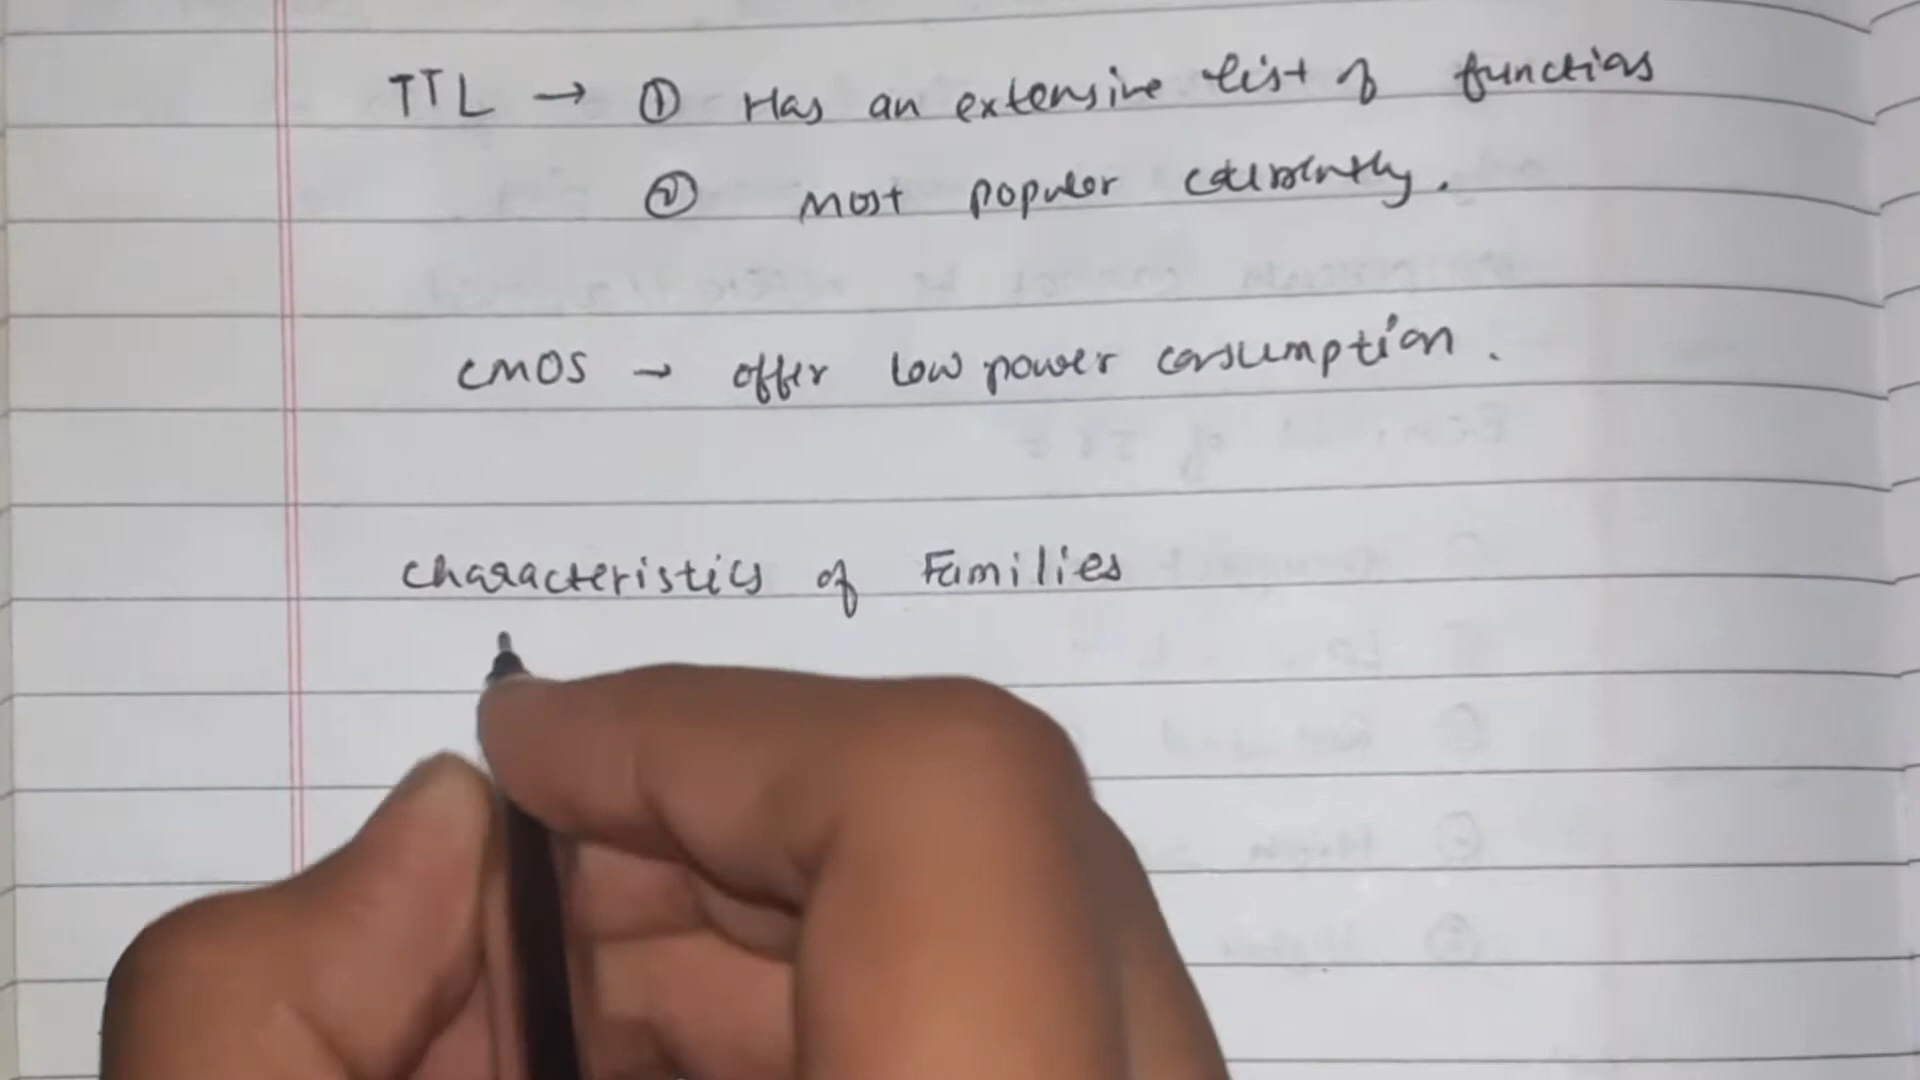 TTL → ① Has an extensive list of functions
② most popular currently.
CMOS → offer low power consumption.
characteristics of Families